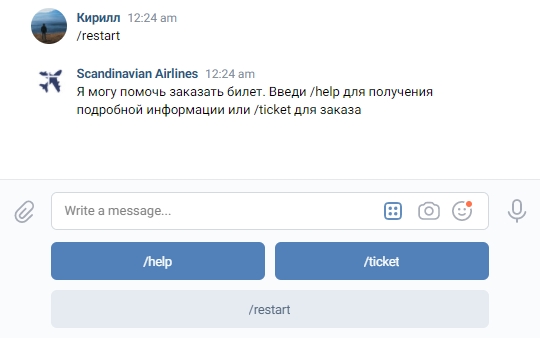 Кирилл 12:24 am
/restart
Scandinavian Airlines 12:24 am
Я могу помочь заказать билет. Введи /help для получения
подробной информации или /ticket для заказа
Write a message...
/help /ticket
/restart